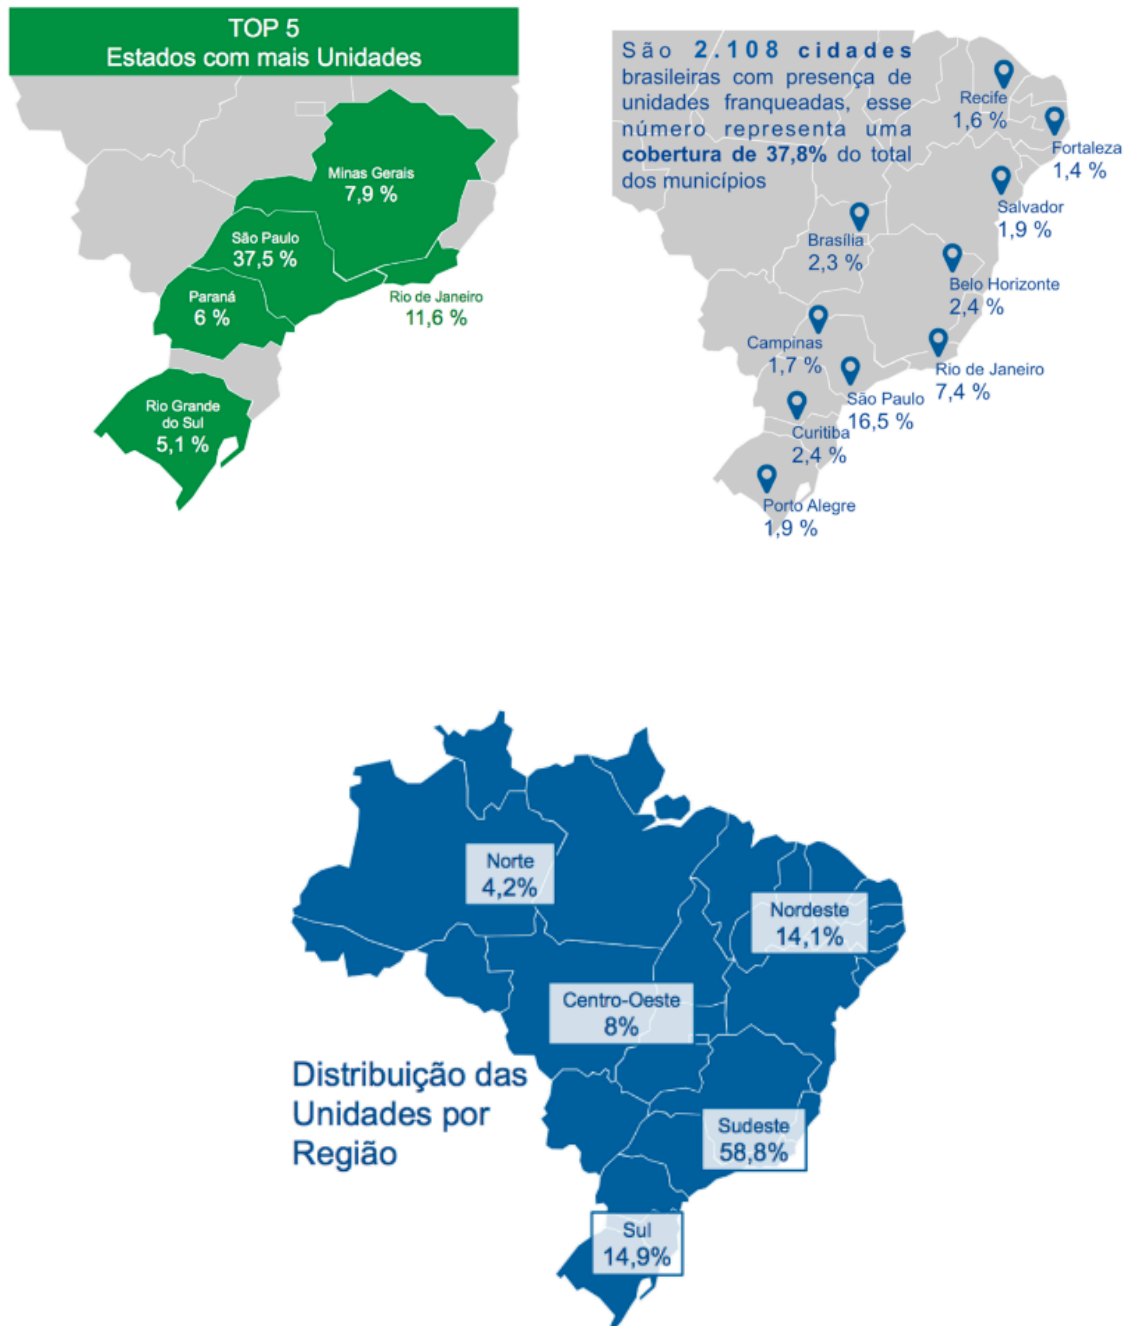 TOP 5
Estados com mais Unidades
Minas Gerais
7,9 %
São Paulo
37,5 %
Paraná
6 %
Rio de Janeiro
11,6 %
Rio Grande
do Sul
5,1 %
São 2.108 cidades
brasileiras com presença de
unidades franqueadas, esse
número representa uma
cobertura de 37,8% do total
dos municípios
Recife
1,6 %
Fortaleza
1,4 %
Salvador
1,9 %
Brasília
2,3 %
Belo Horizonte
2,4 %
Campinas
1,7 %
Rio de Janeiro
7,4 %
São Paulo
16,5 %
Curitiba
2,4 %
Porto Alegre
1,9 %
Norte
4,2%
Nordeste
14,1%
Centro-Oeste
8%
Distribuição das
Unidades por
Região
Sudeste
58,8%
Sul
14,9%